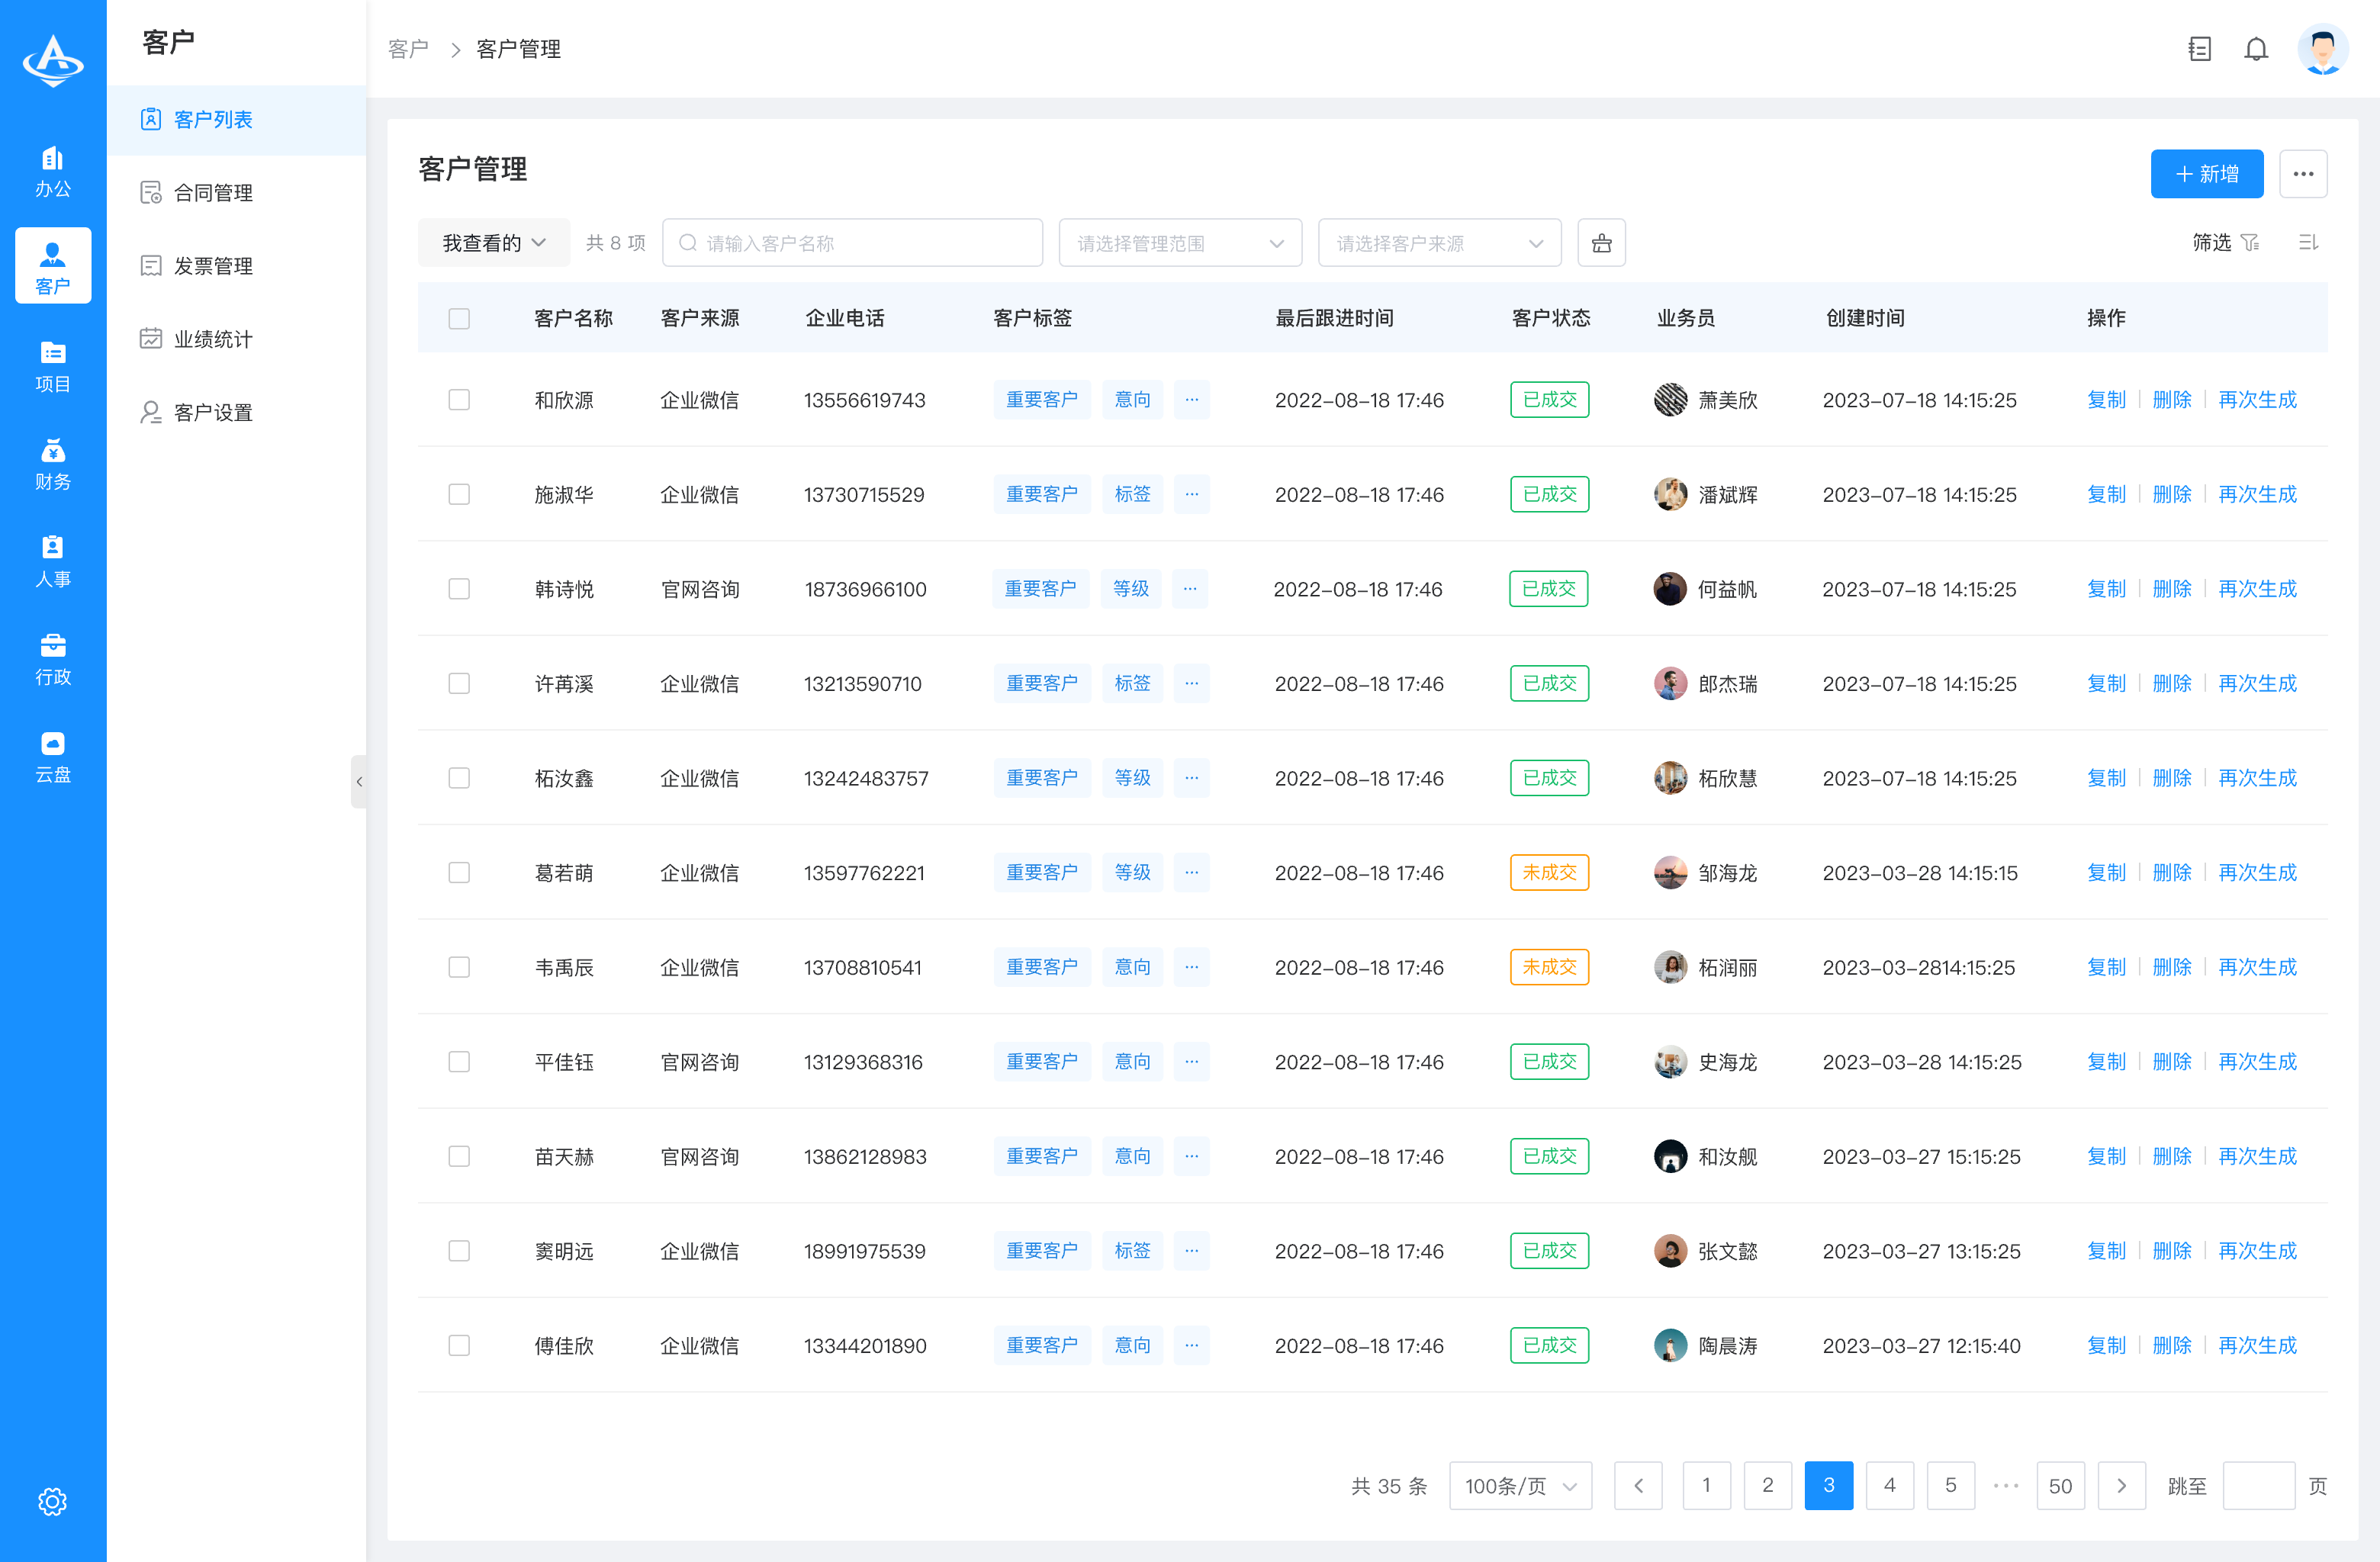 客户
客户 > 客户管理
办公
客户
项目
财务
人事
行政
云盘
客户列表
合同管理
发票管理
业绩统计
客户设置
客户管理
新增
我查看的 共 8 项 请输入客户名称 请选择管理范围 请选择客户来源 筛选
客户名称 客户来源 企业电话 客户标签 最后跟进时间 客户状态 业务员 创建时间 操作
和欣源 企业微信 13556619743 重要客户 意向 ··· 2022-08-18 17:46 已成交 萧美欣 2023-07-18 14:15:25 复制 删除 再次生成
施淑华 企业微信 13730715529 重要客户 标签 ··· 2022-08-18 17:46 已成交 潘斌辉 2023-07-18 14:15:25 复制 删除 再次生成
韩诗悦 官网咨询 18736966100 重要客户 等级 ··· 2022-08-18 17:46 已成交 何益帆 2023-07-18 14:15:25 复制 删除 再次生成
许苒溪 企业微信 13213590710 重要客户 标签 ··· 2022-08-18 17:46 已成交 郎杰瑞 2023-07-18 14:15:25 复制 删除 再次生成
柘汝鑫 企业微信 13242483757 重要客户 等级 ··· 2022-08-18 17:46 已成交 柘欣慧 2023-07-18 14:15:25 复制 删除 再次生成
葛若萌 企业微信 13597762221 重要客户 等级 ··· 2022-08-18 17:46 未成交 邹海龙 2023-03-28 14:15:15 复制 删除 再次生成
韦禹辰 企业微信 13708810541 重要客户 意向 ··· 2022-08-18 17:46 未成交 柘润丽 2023-03-2814:15:25 复制 删除 再次生成
平佳钰 官网咨询 13129368316 重要客户 意向 ··· 2022-08-18 17:46 已成交 史海龙 2023-03-28 14:15:25 复制 删除 再次生成
苗天赫 官网咨询 13862128983 重要客户 意向 ··· 2022-08-18 17:46 已成交 和汝舰 2023-03-27 15:15:25 复制 删除 再次生成
窦明远 企业微信 18991975539 重要客户 标签 ··· 2022-08-18 17:46 已成交 张文懿 2023-03-27 13:15:25 复制 删除 再次生成
傅佳欣 企业微信 13344201890 重要客户 意向 ··· 2022-08-18 17:46 已成交 陶晨涛 2023-03-27 12:15:40 复制 删除 再次生成
共 35 条 100条/页 1 2 3 4 5 ··· 50 跳至 页